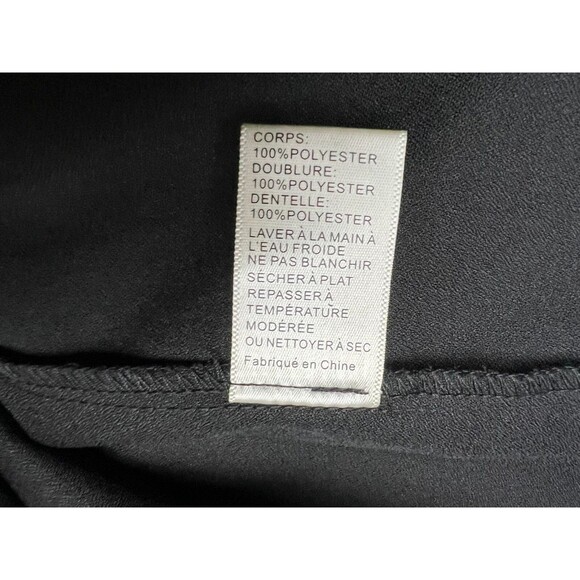 CORPS:
100%POLYESTER
DOUBLURE:
100%POLYESTER
DENTELLE:
100%POLYESTER
LAVER À LA MAIN À
L'EAU FROIDE
NE PAS BLANCHIR
SÉCHER À PLAT
REPASSER À
TEMPÉRATURE
MODÉRÉE
OU NETTOYER À SEC
Fabriqué en Chine